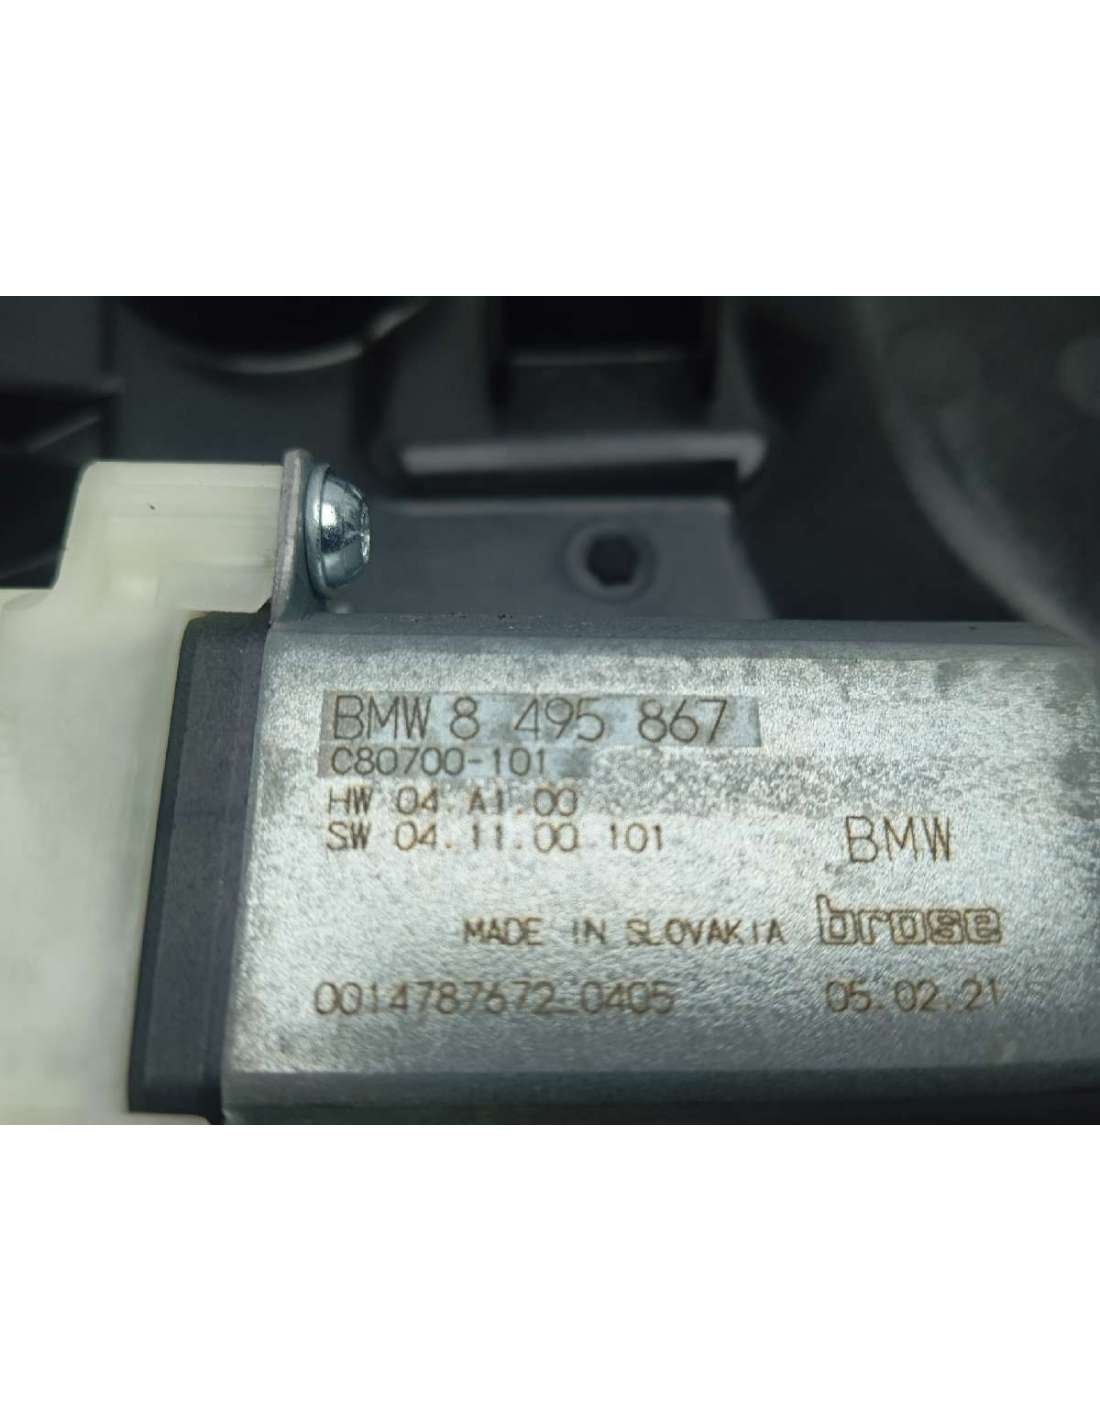 BMW 8 495 867
C80700-101
HW 04.A1.00
SW 04.11.00.101
BMW
MADE IN SLOVAKIA brose
0014787672_0405 05.02.21